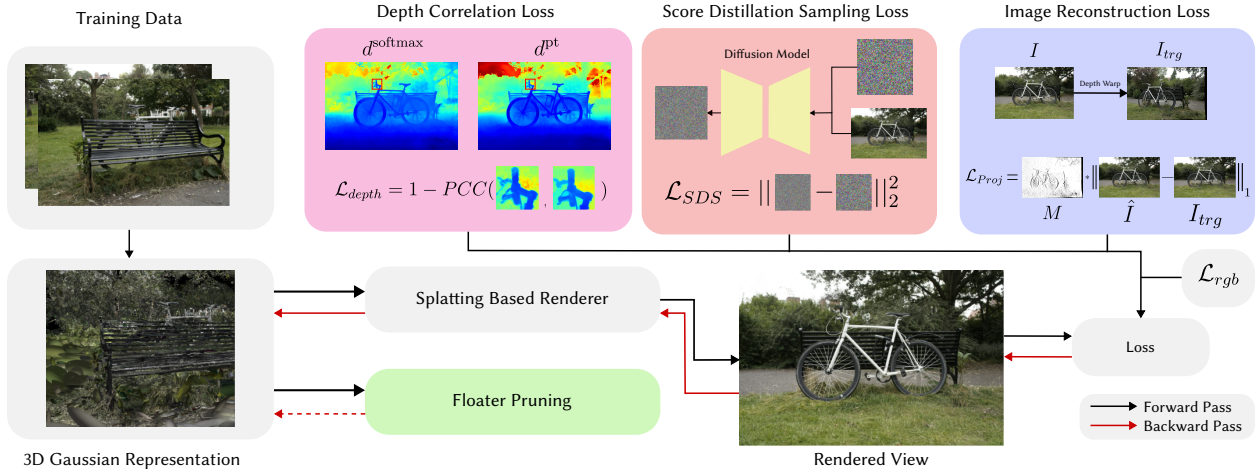 Training Data
Depth Correlation Loss
Score Distillation Sampling Loss
Image Reconstruction Loss
d^softmax
d^pt
ℒ_depth = 1 − PCC( , )
Diffusion Model
ℒ_SDS = || − ||²₂
I
I_trg
Depth Warp
ℒ_Proj = * || − ||₁
M
Î
I_trg
ℒ_rgb
Splatting Based Renderer
Floater Pruning
Loss
Forward Pass
Backward Pass
3D Gaussian Representation
Rendered View